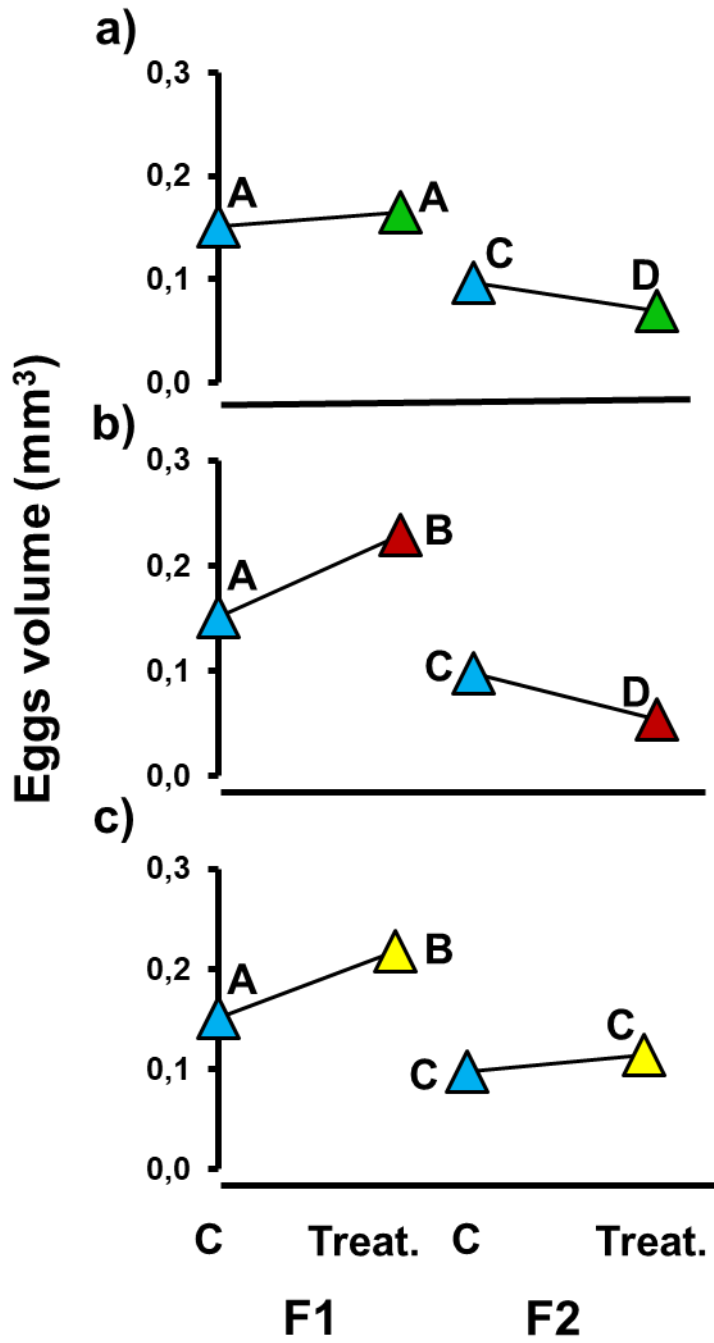 a)
0,3
0,2
0,1
0,0
A
A
C
D
b)
0,3
0,2
0,1
0,0
A
B
C
D
c)
0,3
0,2
0,1
0,0
A
B
C
C
Eggs volume (mm³)
C Treat. C Treat.
F1 F2